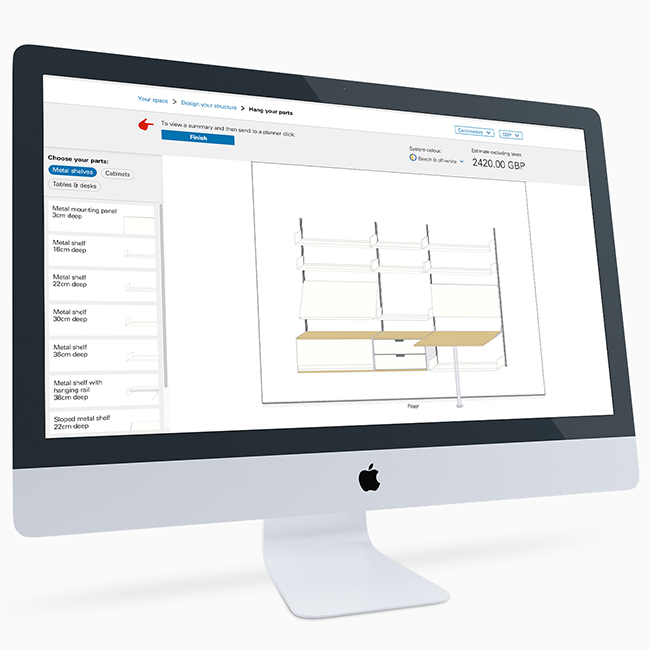 Your space > Design your structure > Hang your parts
To view a summary and then send to a planner click:
Finish
Centimeters
GBP
System colour:
Beech & off-white
Estimate excluding taxes
2420.00 GBP
Choose your parts:
Metal shelves
Cabinets
Tables & desks
Metal mounting panel
3cm deep
Metal shelf
16cm deep
Metal shelf
22cm deep
Metal shelf
30cm deep
Metal shelf
36cm deep
Metal shelf with
hanging rail
36cm deep
Sloped metal shelf
22cm deep
Floor